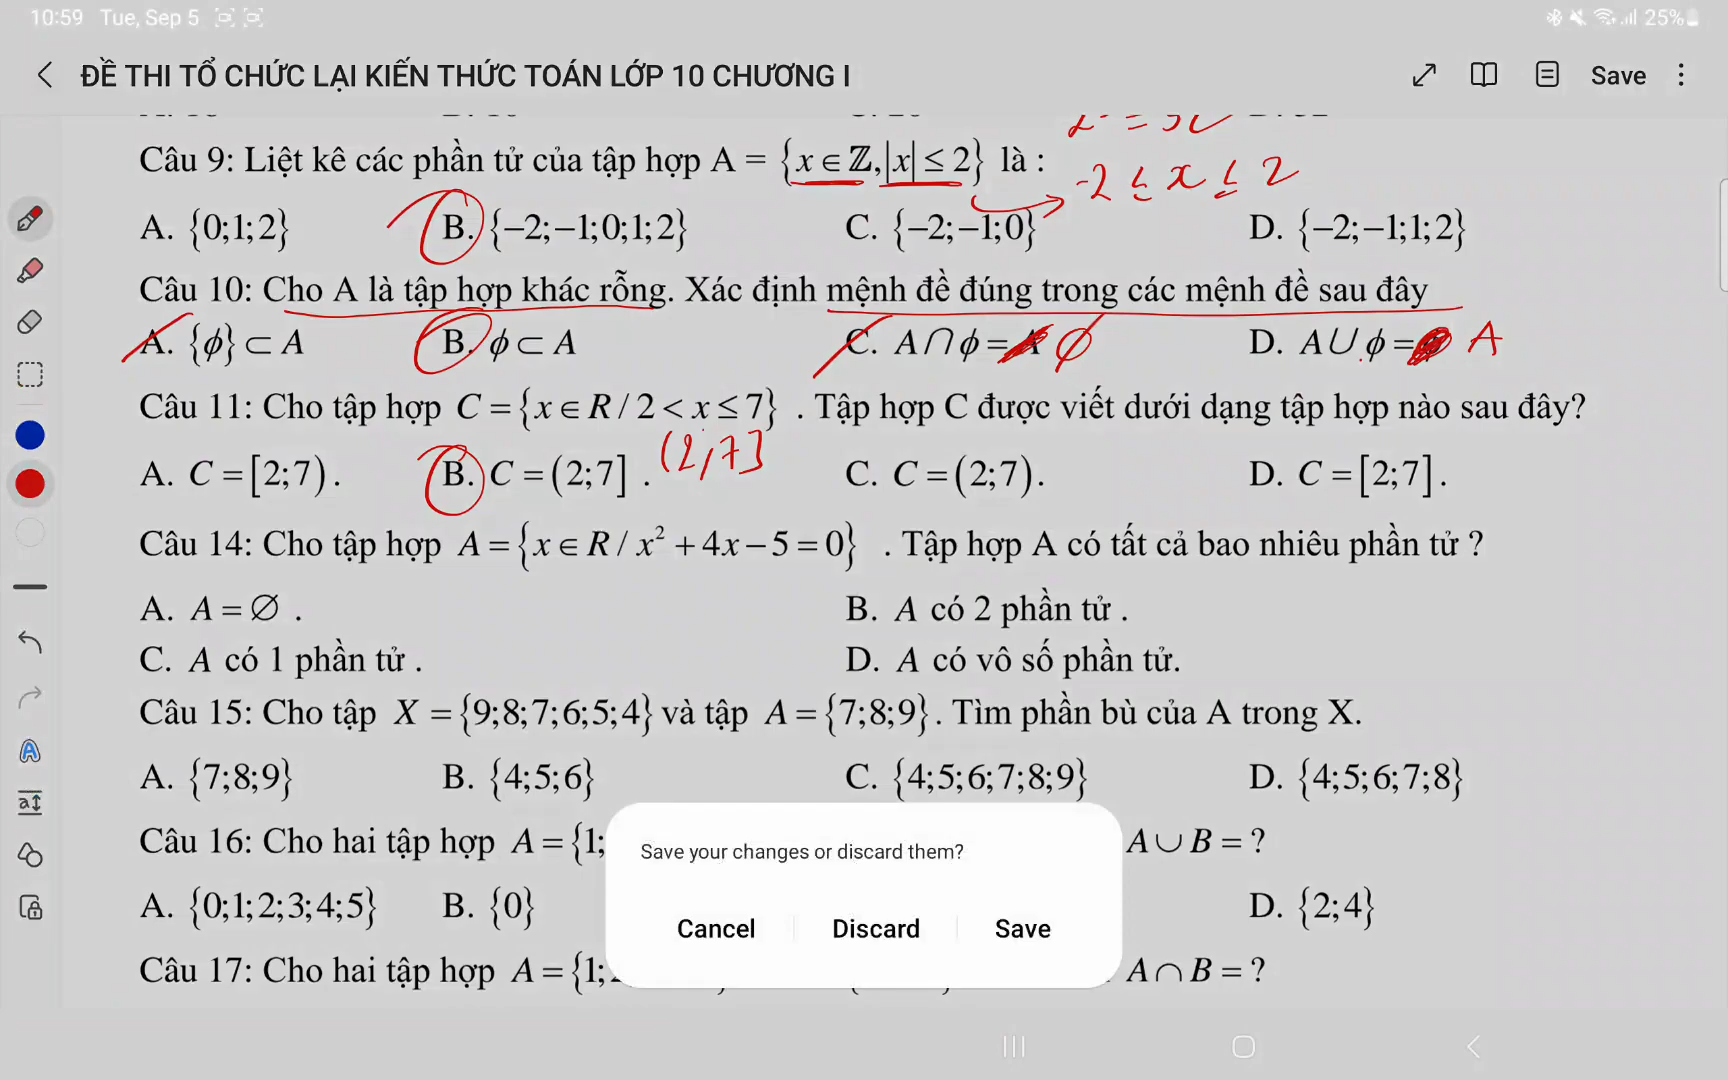 10:59 Tue, Sep 5 25%
ĐỀ THI TỔ CHỨC LẠI KIẾN THỨC TOÁN LỚP 10 CHƯƠNG I Save
Câu 9: Liệt kê các phần tử của tập hợp A = {x ∈ ℤ, |x| ≤ 2} là : -2 ≤ x ≤ 2
A. {0;1;2} B. {−2;−1;0;1;2} C. {−2;−1;0} D. {−2;−1;1;2}
Câu 10: Cho A là tập hợp khác rỗng. Xác định mệnh đề đúng trong các mệnh đề sau đây
A. {ϕ} ⊂ A B. ϕ ⊂ A C. A ∩ ϕ = ϕ D. A ∪ ϕ = A
Câu 11: Cho tập hợp C = {x ∈ R / 2 < x ≤ 7} . Tập hợp C được viết dưới dạng tập hợp nào sau đây?
(2;7]
A. C = [2;7). B. C = (2;7] . C. C = (2;7). D. C = [2;7].
Câu 14: Cho tập hợp A = {x ∈ R / x² + 4x − 5 = 0} . Tập hợp A có tất cả bao nhiêu phần tử ?
A. A = ∅ . B. A có 2 phần tử .
C. A có 1 phần tử . D. A có vô số phần tử.
Câu 15: Cho tập X = {9;8;7;6;5;4} và tập A = {7;8;9}. Tìm phần bù của A trong X.
A. {7;8;9} B. {4;5;6} C. {4;5;6;7;8;9} D. {4;5;6;7;8}
Câu 16: Cho hai tập hợp A = {1; A ∪ B = ?
Save your changes or discard them?
A. {0;1;2;3;4;5} B. {0} D. {2;4}
Cancel Discard Save
Câu 17: Cho hai tập hợp A = {1; A ∩ B = ?